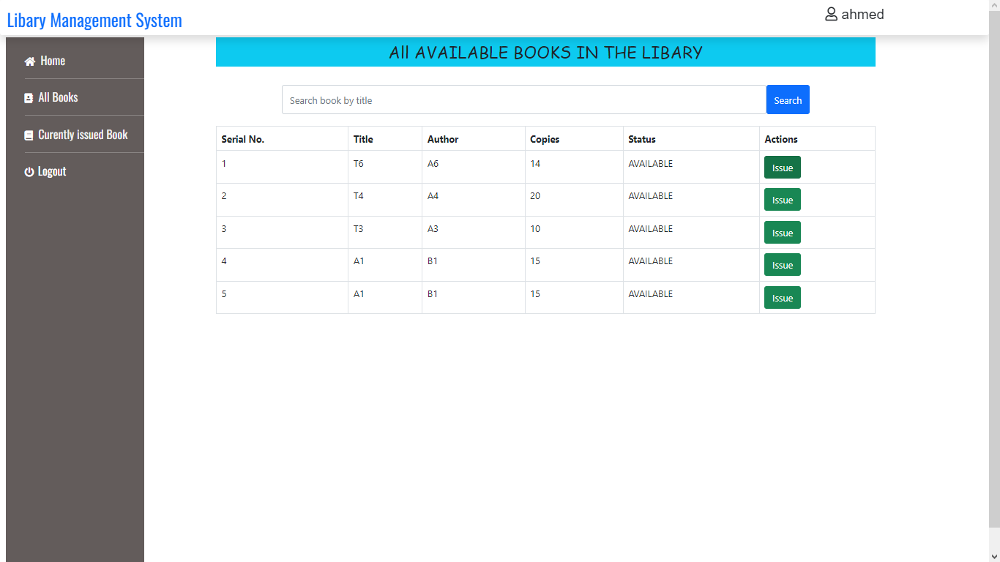 Libary Management System
ahmed
Home
All Books
Curently issued Book
Logout
All AVAILABLE BOOKS IN THE LIBARY
Search book by title Search
Serial No. Title Author Copies Status Actions
1 T6 A6 14 AVAILABLE Issue
2 T4 A4 20 AVAILABLE Issue
3 T3 A3 10 AVAILABLE Issue
4 A1 B1 15 AVAILABLE Issue
5 A1 B1 15 AVAILABLE Issue